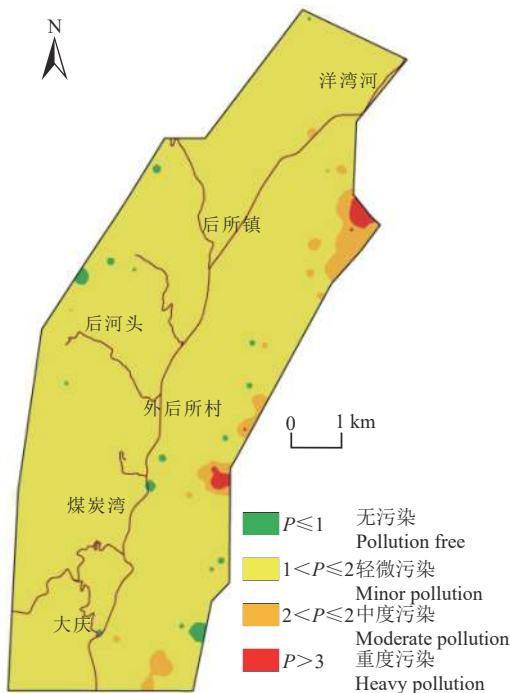 N
洋湾河
后所镇
后河头
外后所村
0 1 km
煤炭湾
P≤1 无污染
Pollution free
1<P≤2 轻微污染
Minor pollution
2<P≤2 中度污染
Moderate pollution
大庆
P>3 重度污染
Heavy pollution